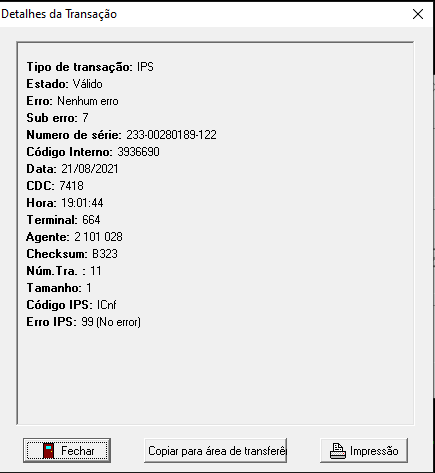 Detalhes da Transação
Tipo de transação: IPS
Estado: Válido
Erro: Nenhum erro
Sub erro: 7
Numero de série: 233-00280189-122
Código Interno: 3936690
Data: 21/08/2021
CDC: 7418
Hora: 19:01:44
Terminal: 664
Agente: 2 101 028
Checksum: B323
Núm.Tra. : 11
Tamanho: 1
Código IPS: ICnf
Erro IPS: 99 (No error)
Fechar
Copiar para área de transferê
Impressão